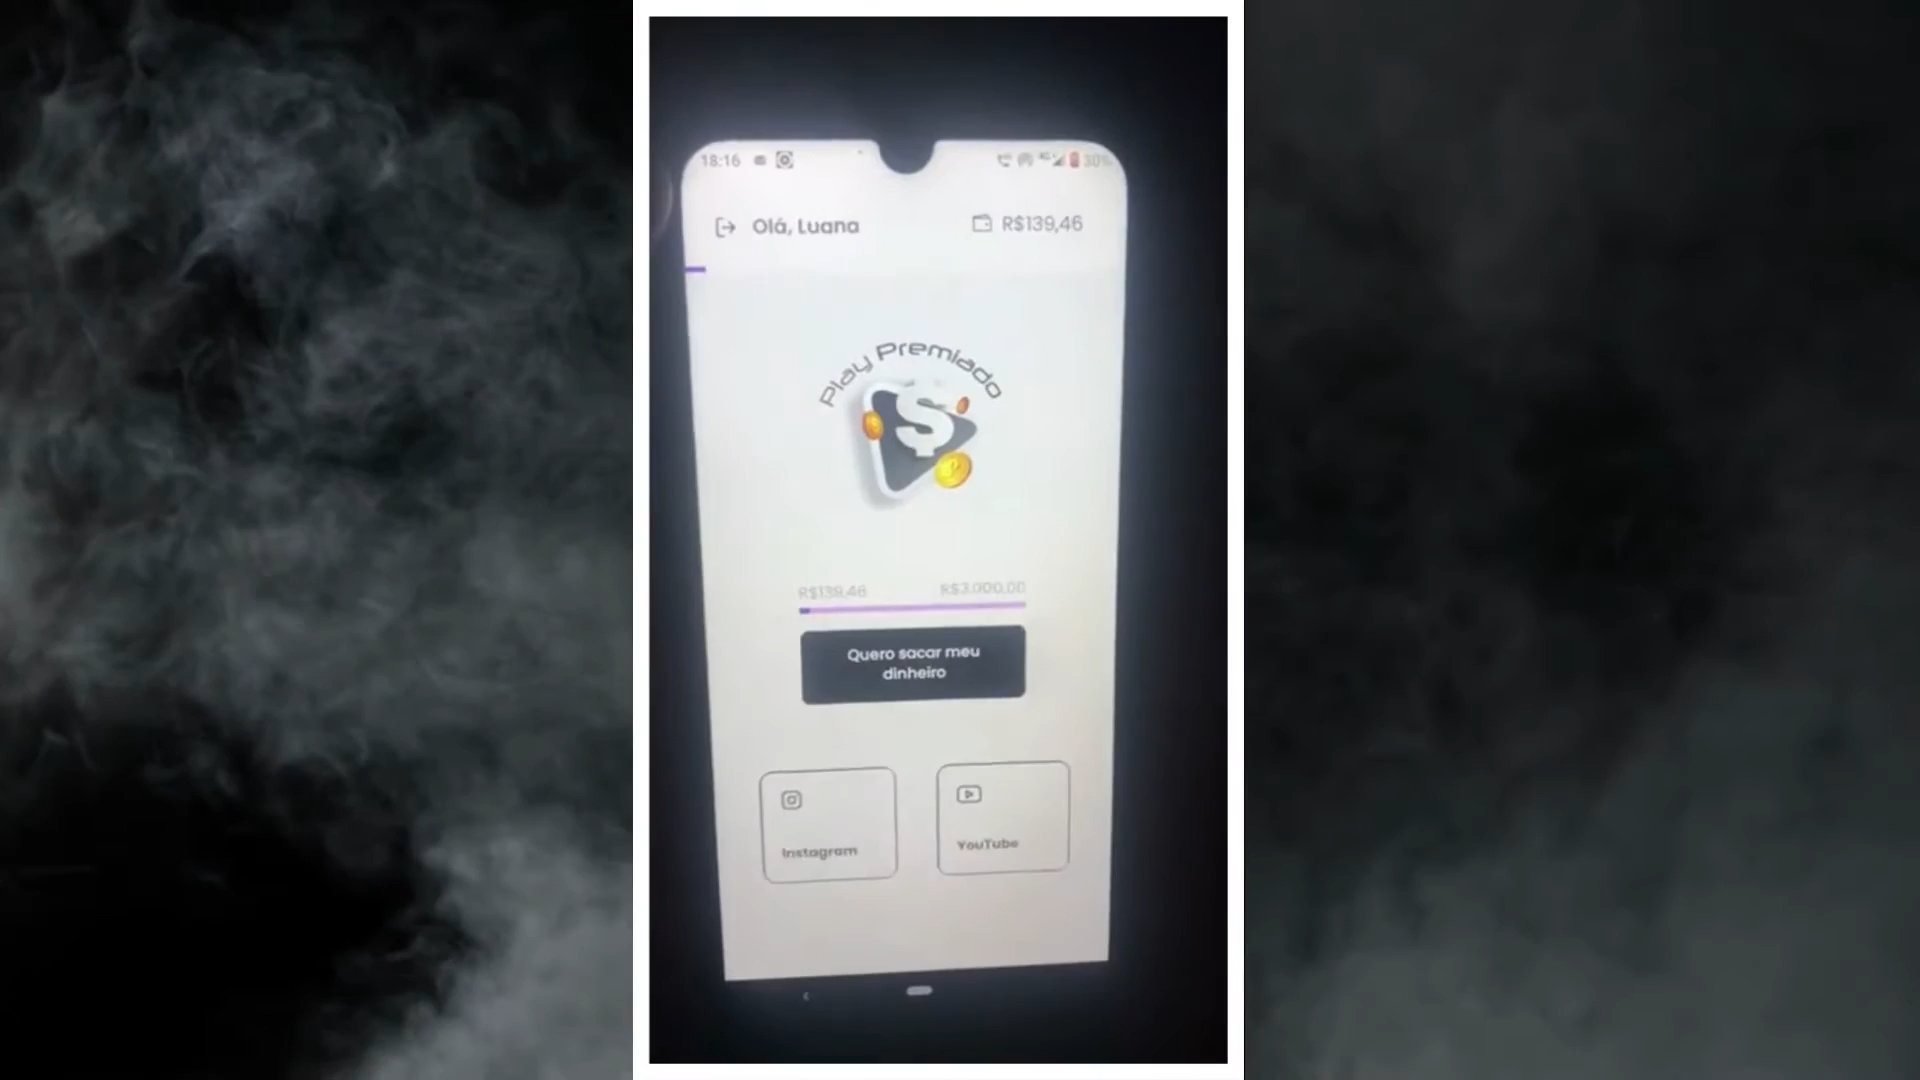 18:16
30%
Olá, Luana
R$139,46
Play Premiado
R$139,46
R$3.000,00
Quero sacar meu
dinheiro
Instagram
YouTube